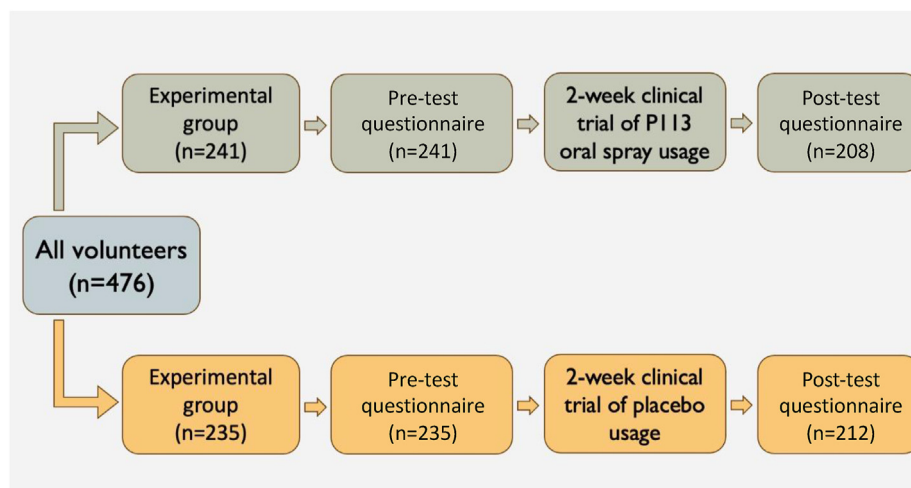 Experimental
group
(n=241)
Pre-test
questionnaire
(n=241)
2-week clinical
trial of P113
oral spray usage
Post-test
questionnaire
(n=208)
All volunteers
(n=476)
Experimental
group
(n=235)
Pre-test
questionnaire
(n=235)
2-week clinical
trial of placebo
usage
Post-test
questionnaire
(n=212)